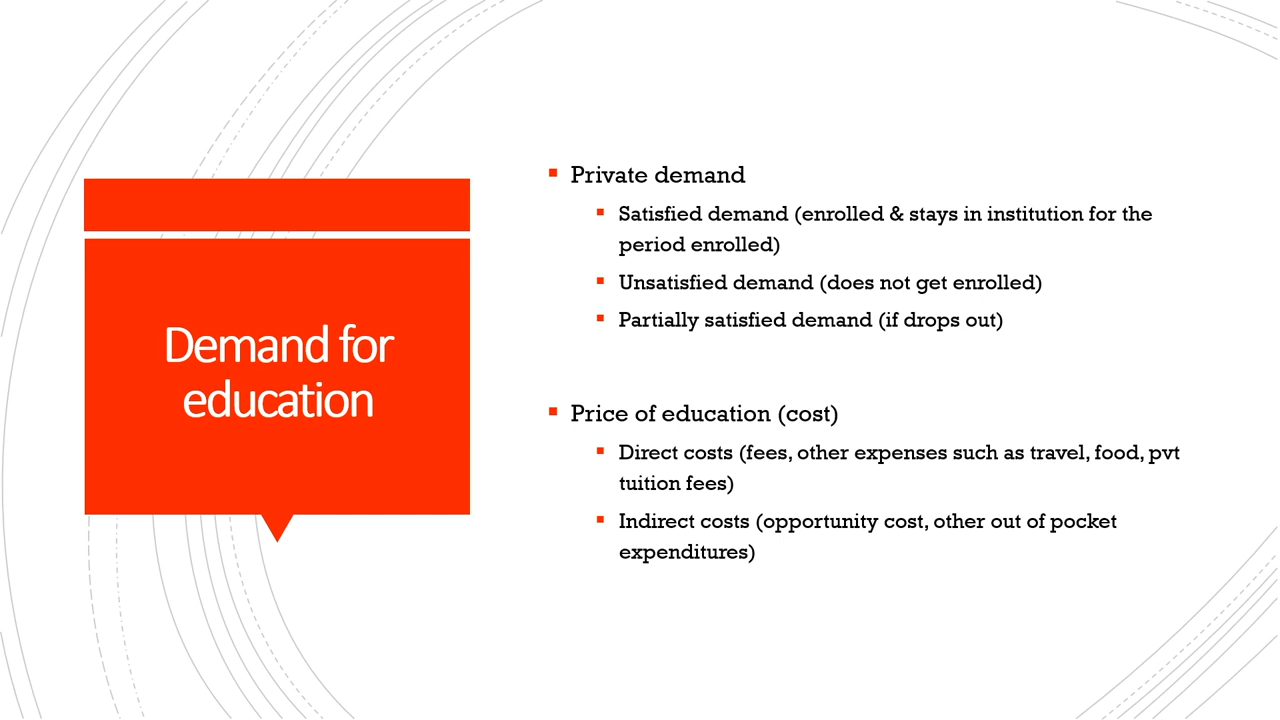 Demand for
education
Private demand
Satisfied demand (enrolled & stays in institution for the
period enrolled)
Unsatisfied demand (does not get enrolled)
Partially satisfied demand (if drops out)
Price of education (cost)
Direct costs (fees, other expenses such as travel, food, pvt
tuition fees)
Indirect costs (opportunity cost, other out of pocket
expenditures)